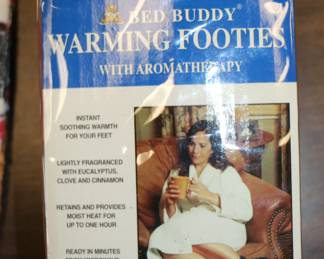 BED BUDDY®
WARMING FOOTIES
WITH AROMATHERAPY
INSTANT
SOOTHING WARMTH
FOR YOUR FEET
LIGHTLY FRAGRANCED
WITH EUCALYPTUS,
CLOVE AND CINNAMON
RETAINS AND PROVIDES
MOIST HEAT FOR
UP TO ONE HOUR
READY IN MINUTES